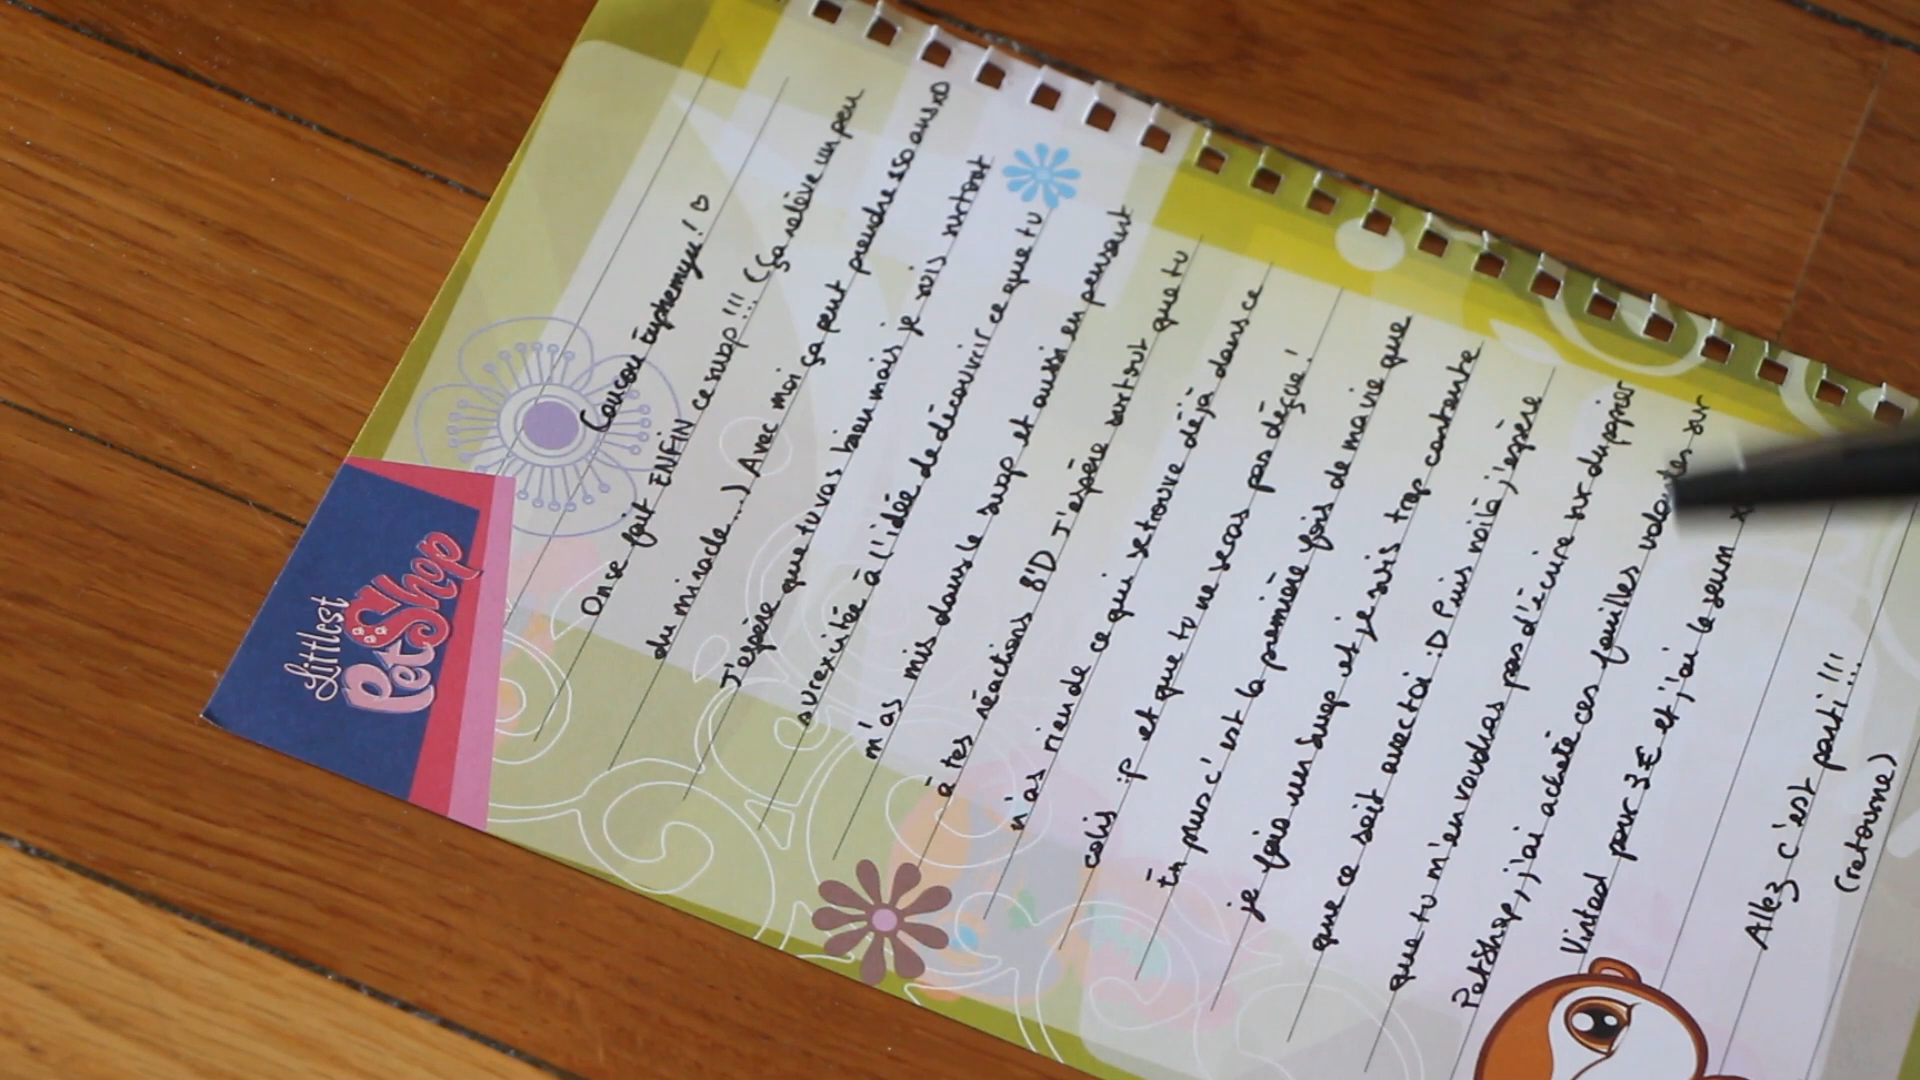 Littlest
PetShop
Coucou Euphemyu! ♡
On se fait ENFIN ce swap!!! (ça relève un peu
du miracle...) Avec moi ça peut prendre 550 ans xD
J'espère que tu vas bien mais je suis surtout
surexcitée à l'idée de découvrir ce que tu
m'as mis dans le swap et aussi en pensant
à tes réactions 8'D J'espère surtout que tu
n'as rien de ce qui se trouve déjà dans ce
colis :p et que tu ne seras pas déçue!
En plus c'est la première fois de ma vie que
je fais un swap et je suis trop contente
que ce soit avec toi :D Puis voilà, j'espère
que tu m'en voudras pas d'écrire sur du papier
Petshop, j'ai acheté ces feuilles sur
Vinted pour 3€ et j'ai le seum
Allez c'est parti!!!
(retourne)